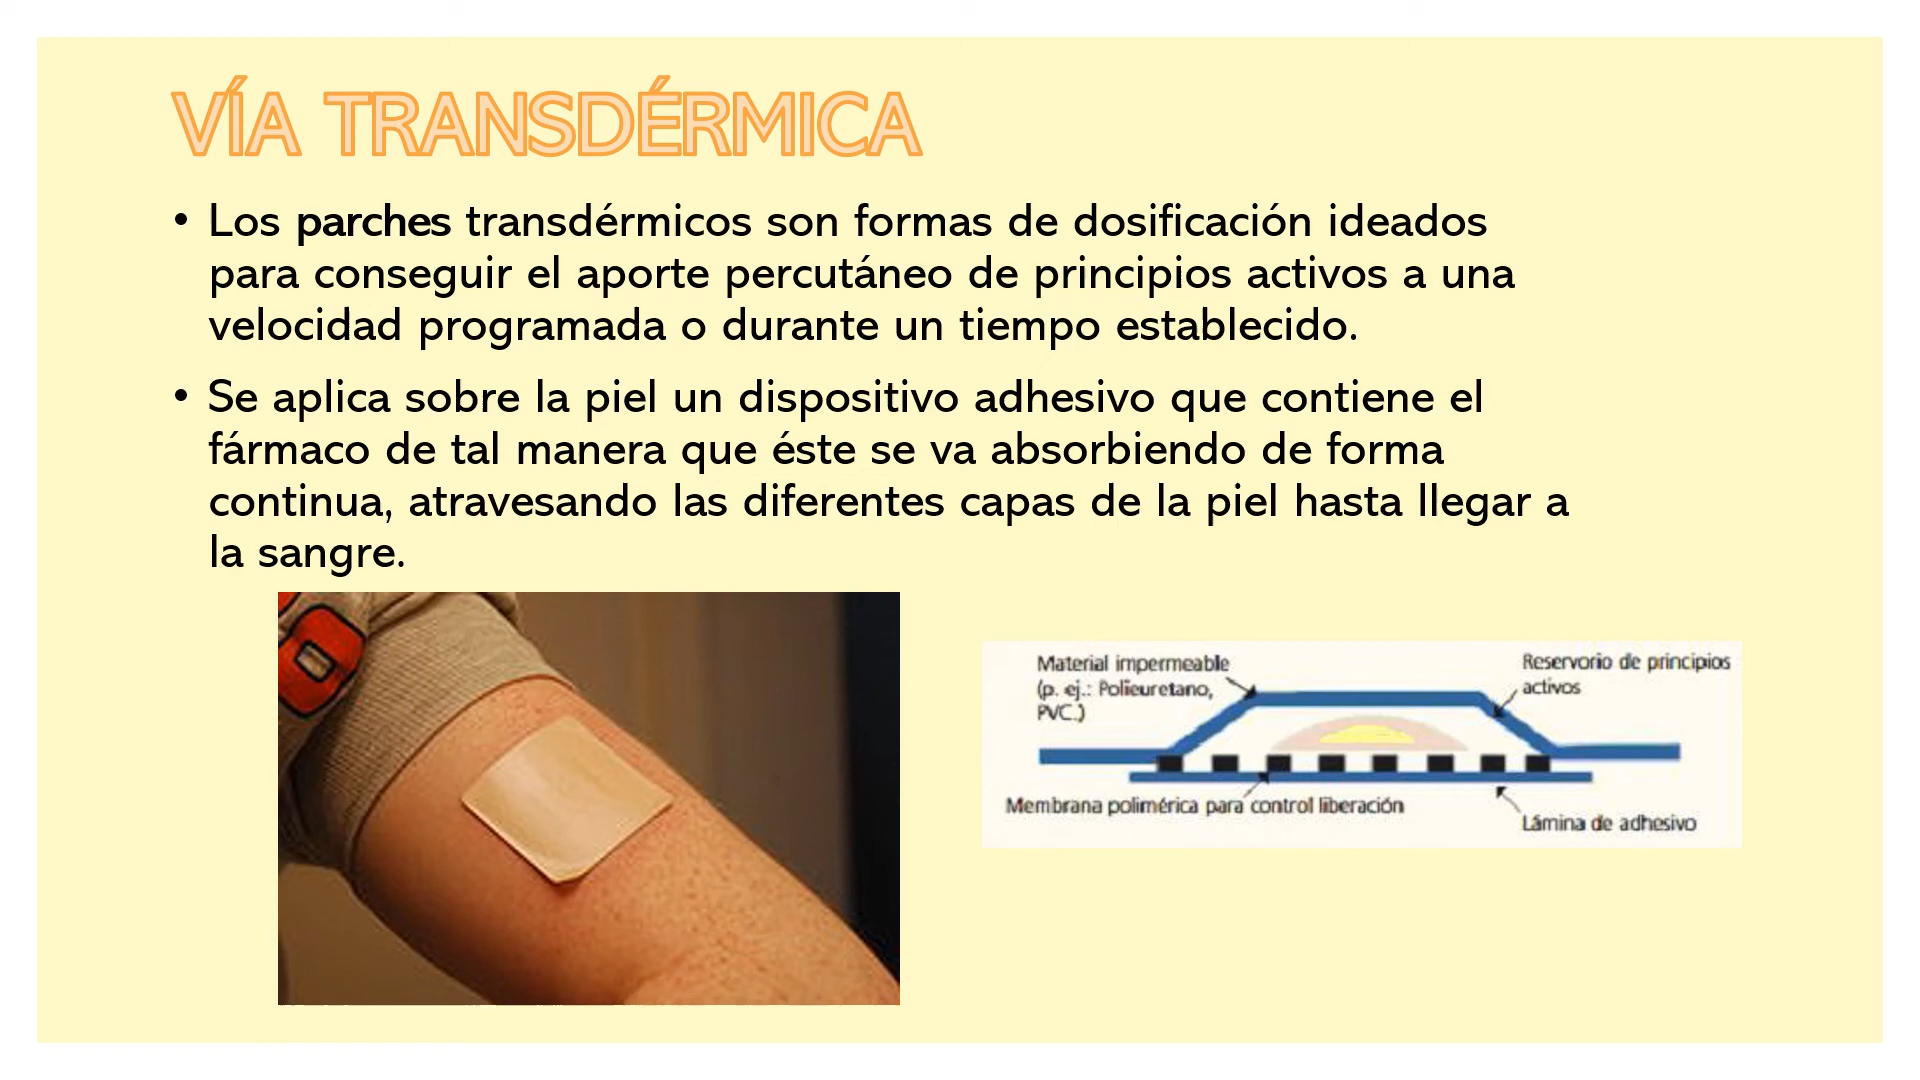 VÍA TRANSDÉRMICA
• Los parches transdérmicos son formas de dosificación ideados
para conseguir el aporte percutáneo de principios activos a una
velocidad programada o durante un tiempo establecido.
• Se aplica sobre la piel un dispositivo adhesivo que contiene el
fármaco de tal manera que éste se va absorbiendo de forma
continua, atravesando las diferentes capas de la piel hasta llegar a
la sangre.
Material impermeable
(p. ej.: Polieuretano,
PVC.)
Reservorio de principios
activos
Membrana polimérica para control liberación
Lámina de adhesivo